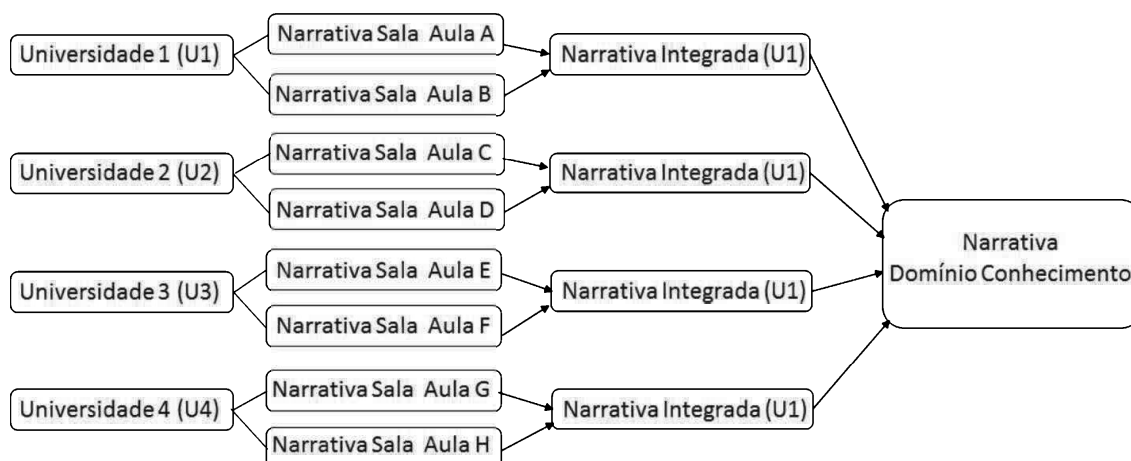 Universidade 1 (U1)
Narrativa Sala Aula A
Narrativa Sala Aula B
Narrativa Integrada (U1)
Universidade 2 (U2)
Narrativa Sala Aula C
Narrativa Sala Aula D
Narrativa Integrada (U1)
Universidade 3 (U3)
Narrativa Sala Aula E
Narrativa Sala Aula F
Narrativa Integrada (U1)
Universidade 4 (U4)
Narrativa Sala Aula G
Narrativa Sala Aula H
Narrativa Integrada (U1)
Narrativa
Domínio Conhecimento